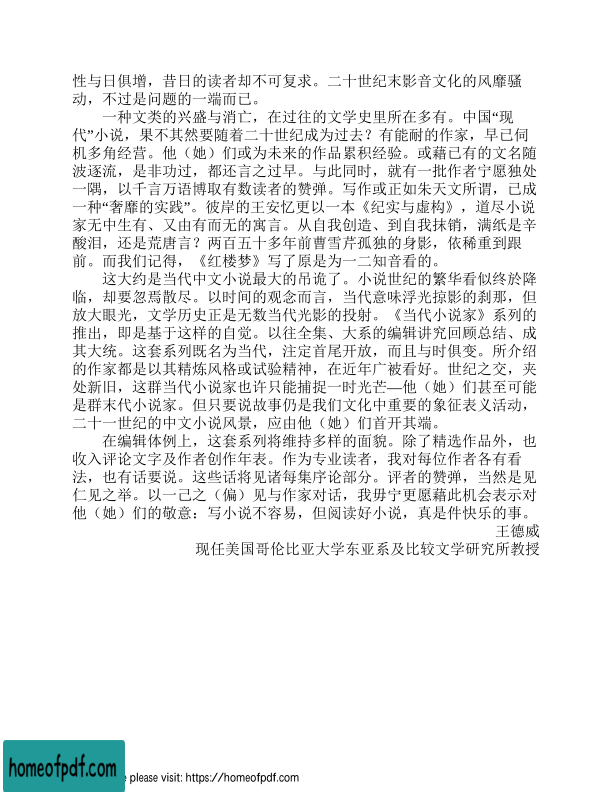 性与日俱增，昔日的读者却不可复求。二十世纪末影音文化的风靡骚
动，不过是问题的一端而已。
一种文类的兴盛与消亡，在过往的文学史里所在多有。中国“现
代”小说，果不其然要随着二十世纪成为过去？有能耐的作家，早已伺
机多角经营。他（她）们或为未来的作品累积经验。或藉已有的文名随
波逐流，是非功过，都还言之过早。与此同时，就有一批作者宁愿独处
一隅，以千言万语博取有数读者的赞弹。写作或正如朱天文所谓，已成
一种“奢靡的实践”。彼岸的王安忆更以一本《纪实与虚构》，道尽小说
家无中生有、又由有而无的寓言。从自我创造、到自我抹销，满纸是辛
酸泪，还是荒唐言？两百五十多年前曹雪芹孤独的身影，依稀重到跟
前。而我们记得，《红楼梦》写了原是为一二知音看的。
这大约是当代中文小说最大的吊诡了。小说世纪的繁华看似终於降
临，却要忽焉散尽。以时间的观念而言，当代意味浮光掠影的刹那，但
放大眼光，文学历史正是无数当代光影的投射。《当代小说家》系列的
推出，即是基于这样的自觉。以往全集、大系的编辑讲究回顾总结、成
其大统。这套系列既名为当代，注定首尾开放，而且与时俱变。所介绍
的作家都是以其精炼风格或试验精神，在近年广被看好。世纪之交，夹
处新旧，这群当代小说家也许只能捕捉一时光芒—他（她）们甚至可能
是群末代小说家。但只要说故事仍是我们文化中重要的象征表义活动，
二十一世纪的中文小说风景，应由他（她）们首开其端。
在编辑体例上，这套系列将维持多样的面貌。除了精选作品外，也
收入评论文字及作者创作年表。作为专业读者，我对每位作者各有看
法，也有话要说。这些话将见诸每集序论部分。评者的赞弹，当然是见
仁见智之举。以一己之（偏）见与作家对话，我毋宁更愿藉此机会表示对
他（她）们的敬意：写小说不容易，但阅读好小说，真是件快乐的事。
王德威
现任美国哥伦比亚大学东亚系及比较文学研究所教授
homeofpdf.com
e please visit: https://homeofpdf.com